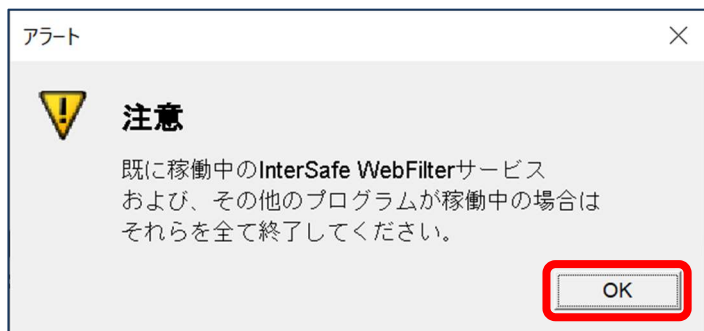 アラート
注意
既に稼働中のInterSafe WebFilterサービス
および、その他のプログラムが稼働中の場合は
それらを全て終了してください。
OK